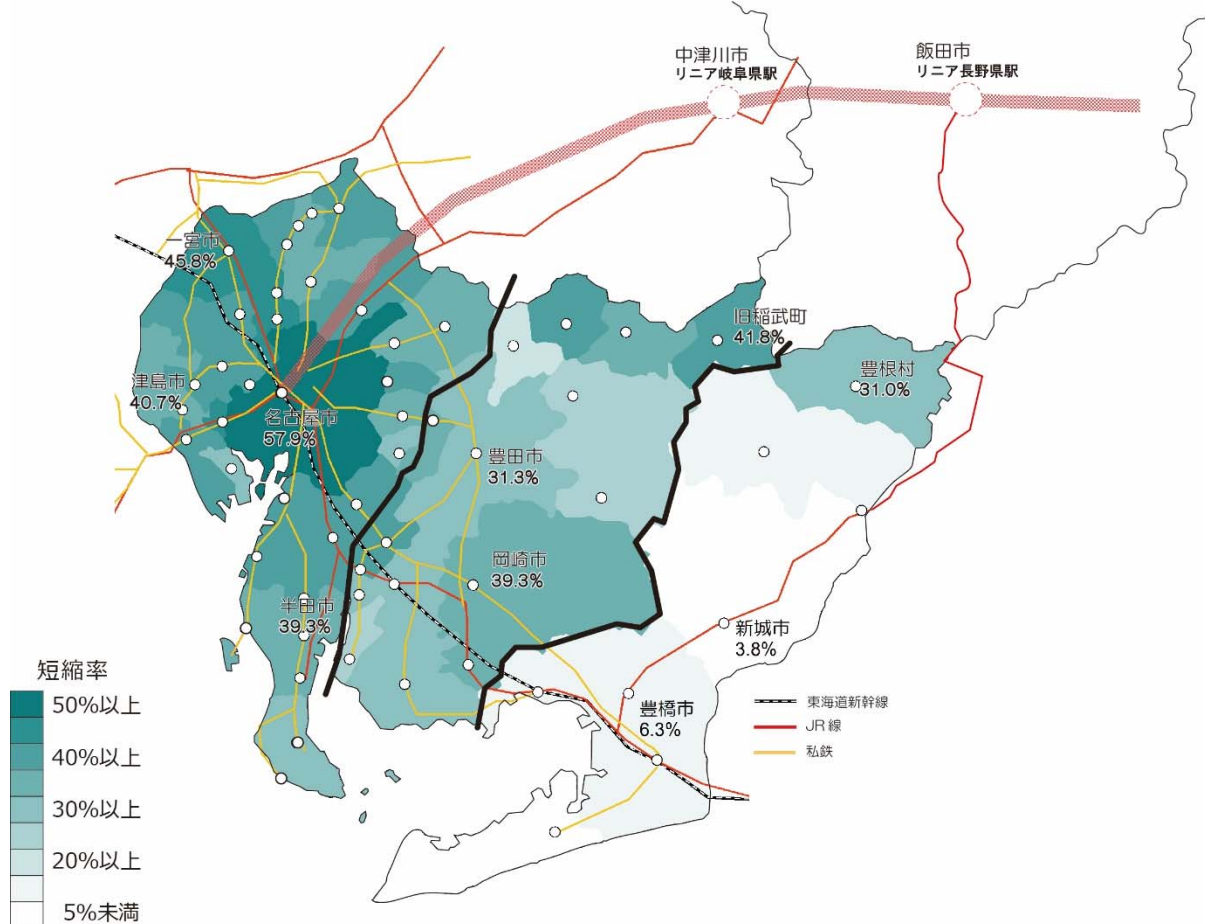 中津川市
リニア岐阜県駅
飯田市
リニア長野県駅
一宮市
45.8%
旧稲武町
41.8%
豊根村
31.0%
津島市
40.7%
名古屋市
57.9%
豊田市
31.3%
岡崎市
39.3%
半田市
39.3%
新城市
3.8%
豊橋市
6.3%
短縮率
50%以上
40%以上
30%以上
20%以上
5%未満
東海道新幹線
JR線
私鉄